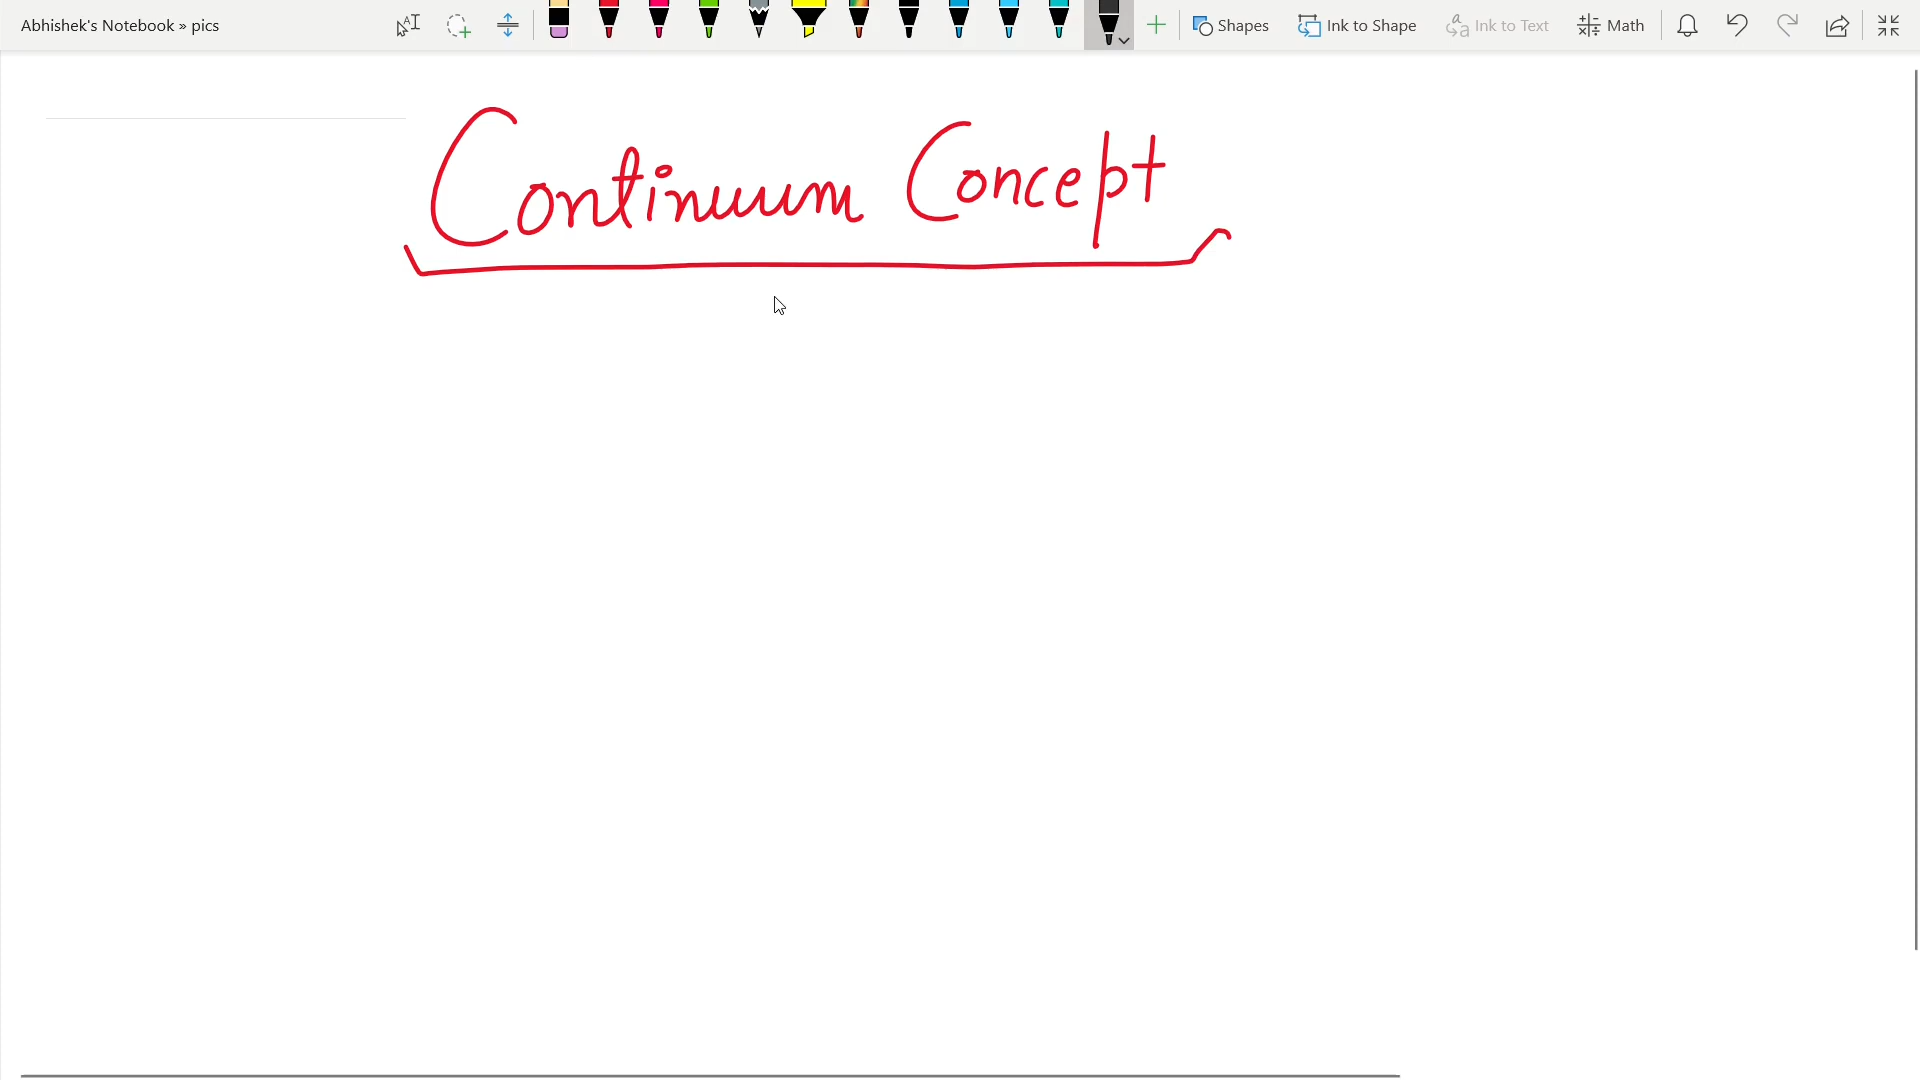 Abhishek's Notebook » pics
Shapes
Ink to Shape
Ink to Text
Math
Continuum Concept